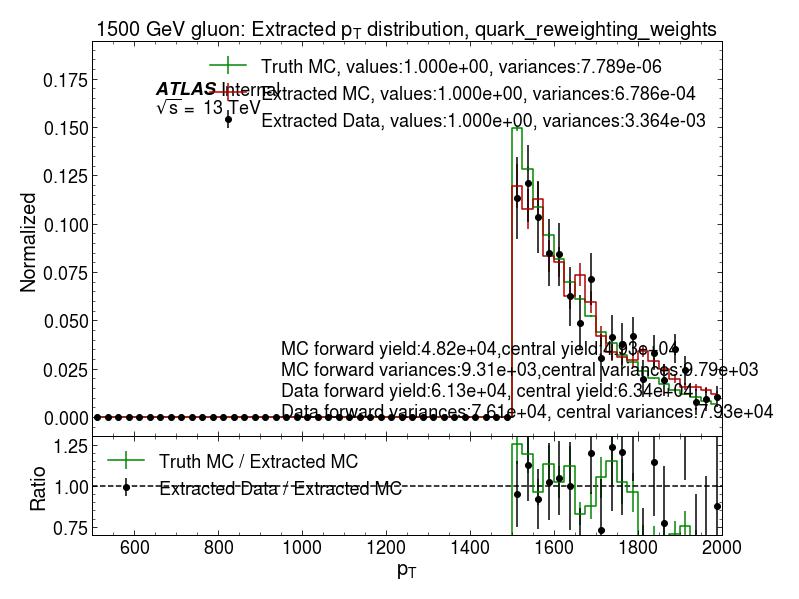 1500 GeV gluon: Extracted pT distribution, quark_reweighting_weights
Truth MC, values:1.000e+00, variances:7.789e-06
ATLAS Internal
Extracted MC, values:1.000e+00, variances:6.786e-04
√s = 13 TeV
Extracted Data, values:1.000e+00, variances:3.364e-03
Normalized
0.175
0.150
0.125
0.100
0.075
0.050
0.025
0.000
MC forward yield:4.82e+04,central yield:4.93e+04
MC forward variances:9.31e+03,central variances:9.79e+03
Data forward yield:6.13e+04, central yield:6.34e+04
Data forward variances:7.61e+04, central variances:7.93e+04
Ratio
1.25
1.00
0.75
Truth MC / Extracted MC
Extracted Data / Extracted MC
600 800 1000 1200 1400 1600 1800 2000
pT